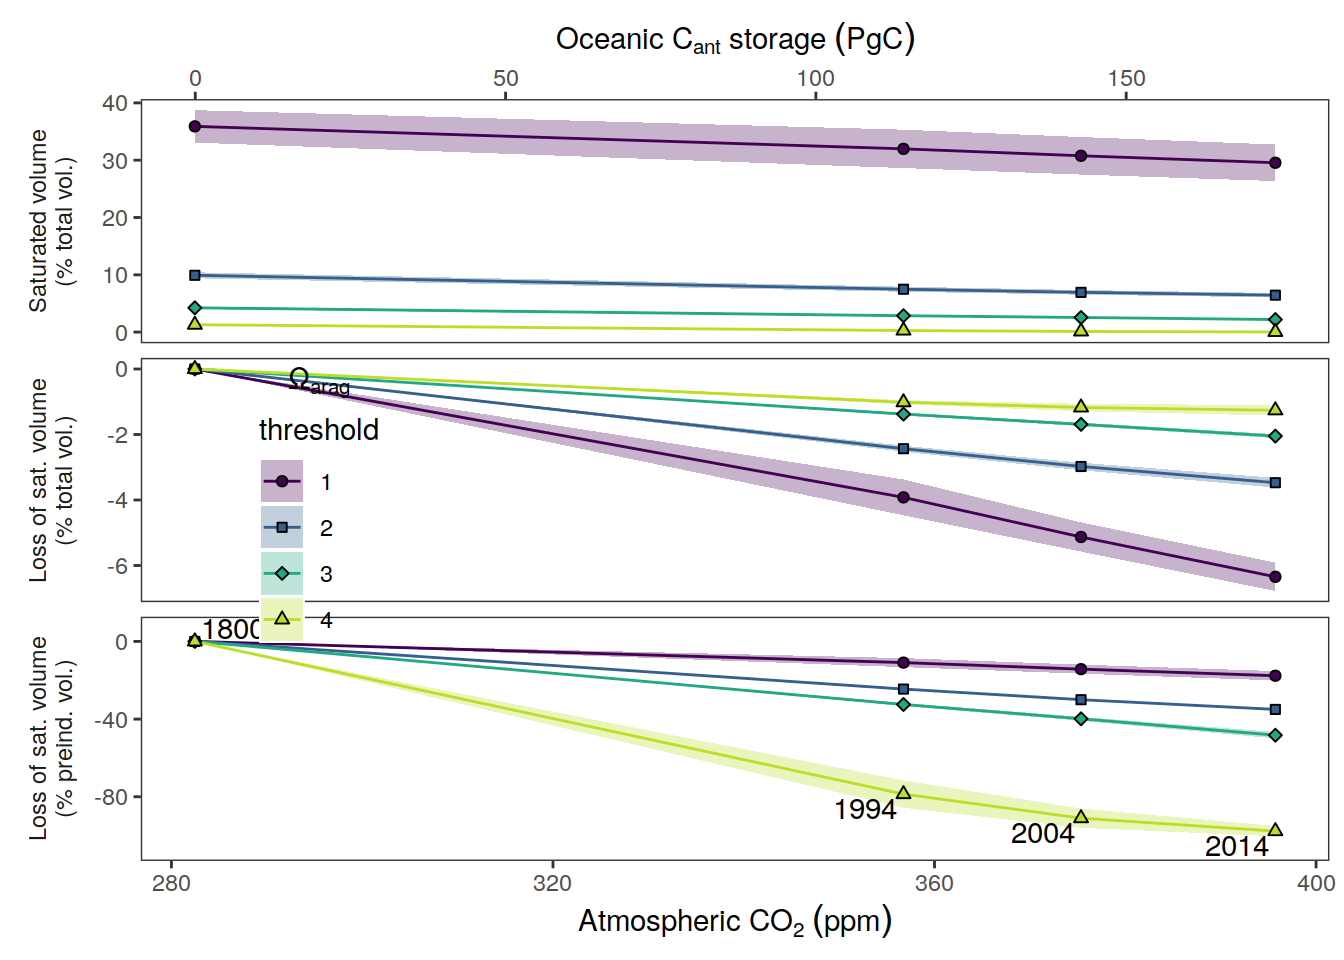 Oceanic Cant storage (PgC)
0 50 100 150
Saturated volume
(% total vol.)
40
30
20
10
0
Loss of sat. volume
(% total vol.)
0
-2
-4
-6
Ωarag
threshold
1
2
3
4
Loss of sat. volume
(% preind. vol.)
0
-40
-80
1800
1994
2004
2014
280 320 360 400
Atmospheric CO2 (ppm)